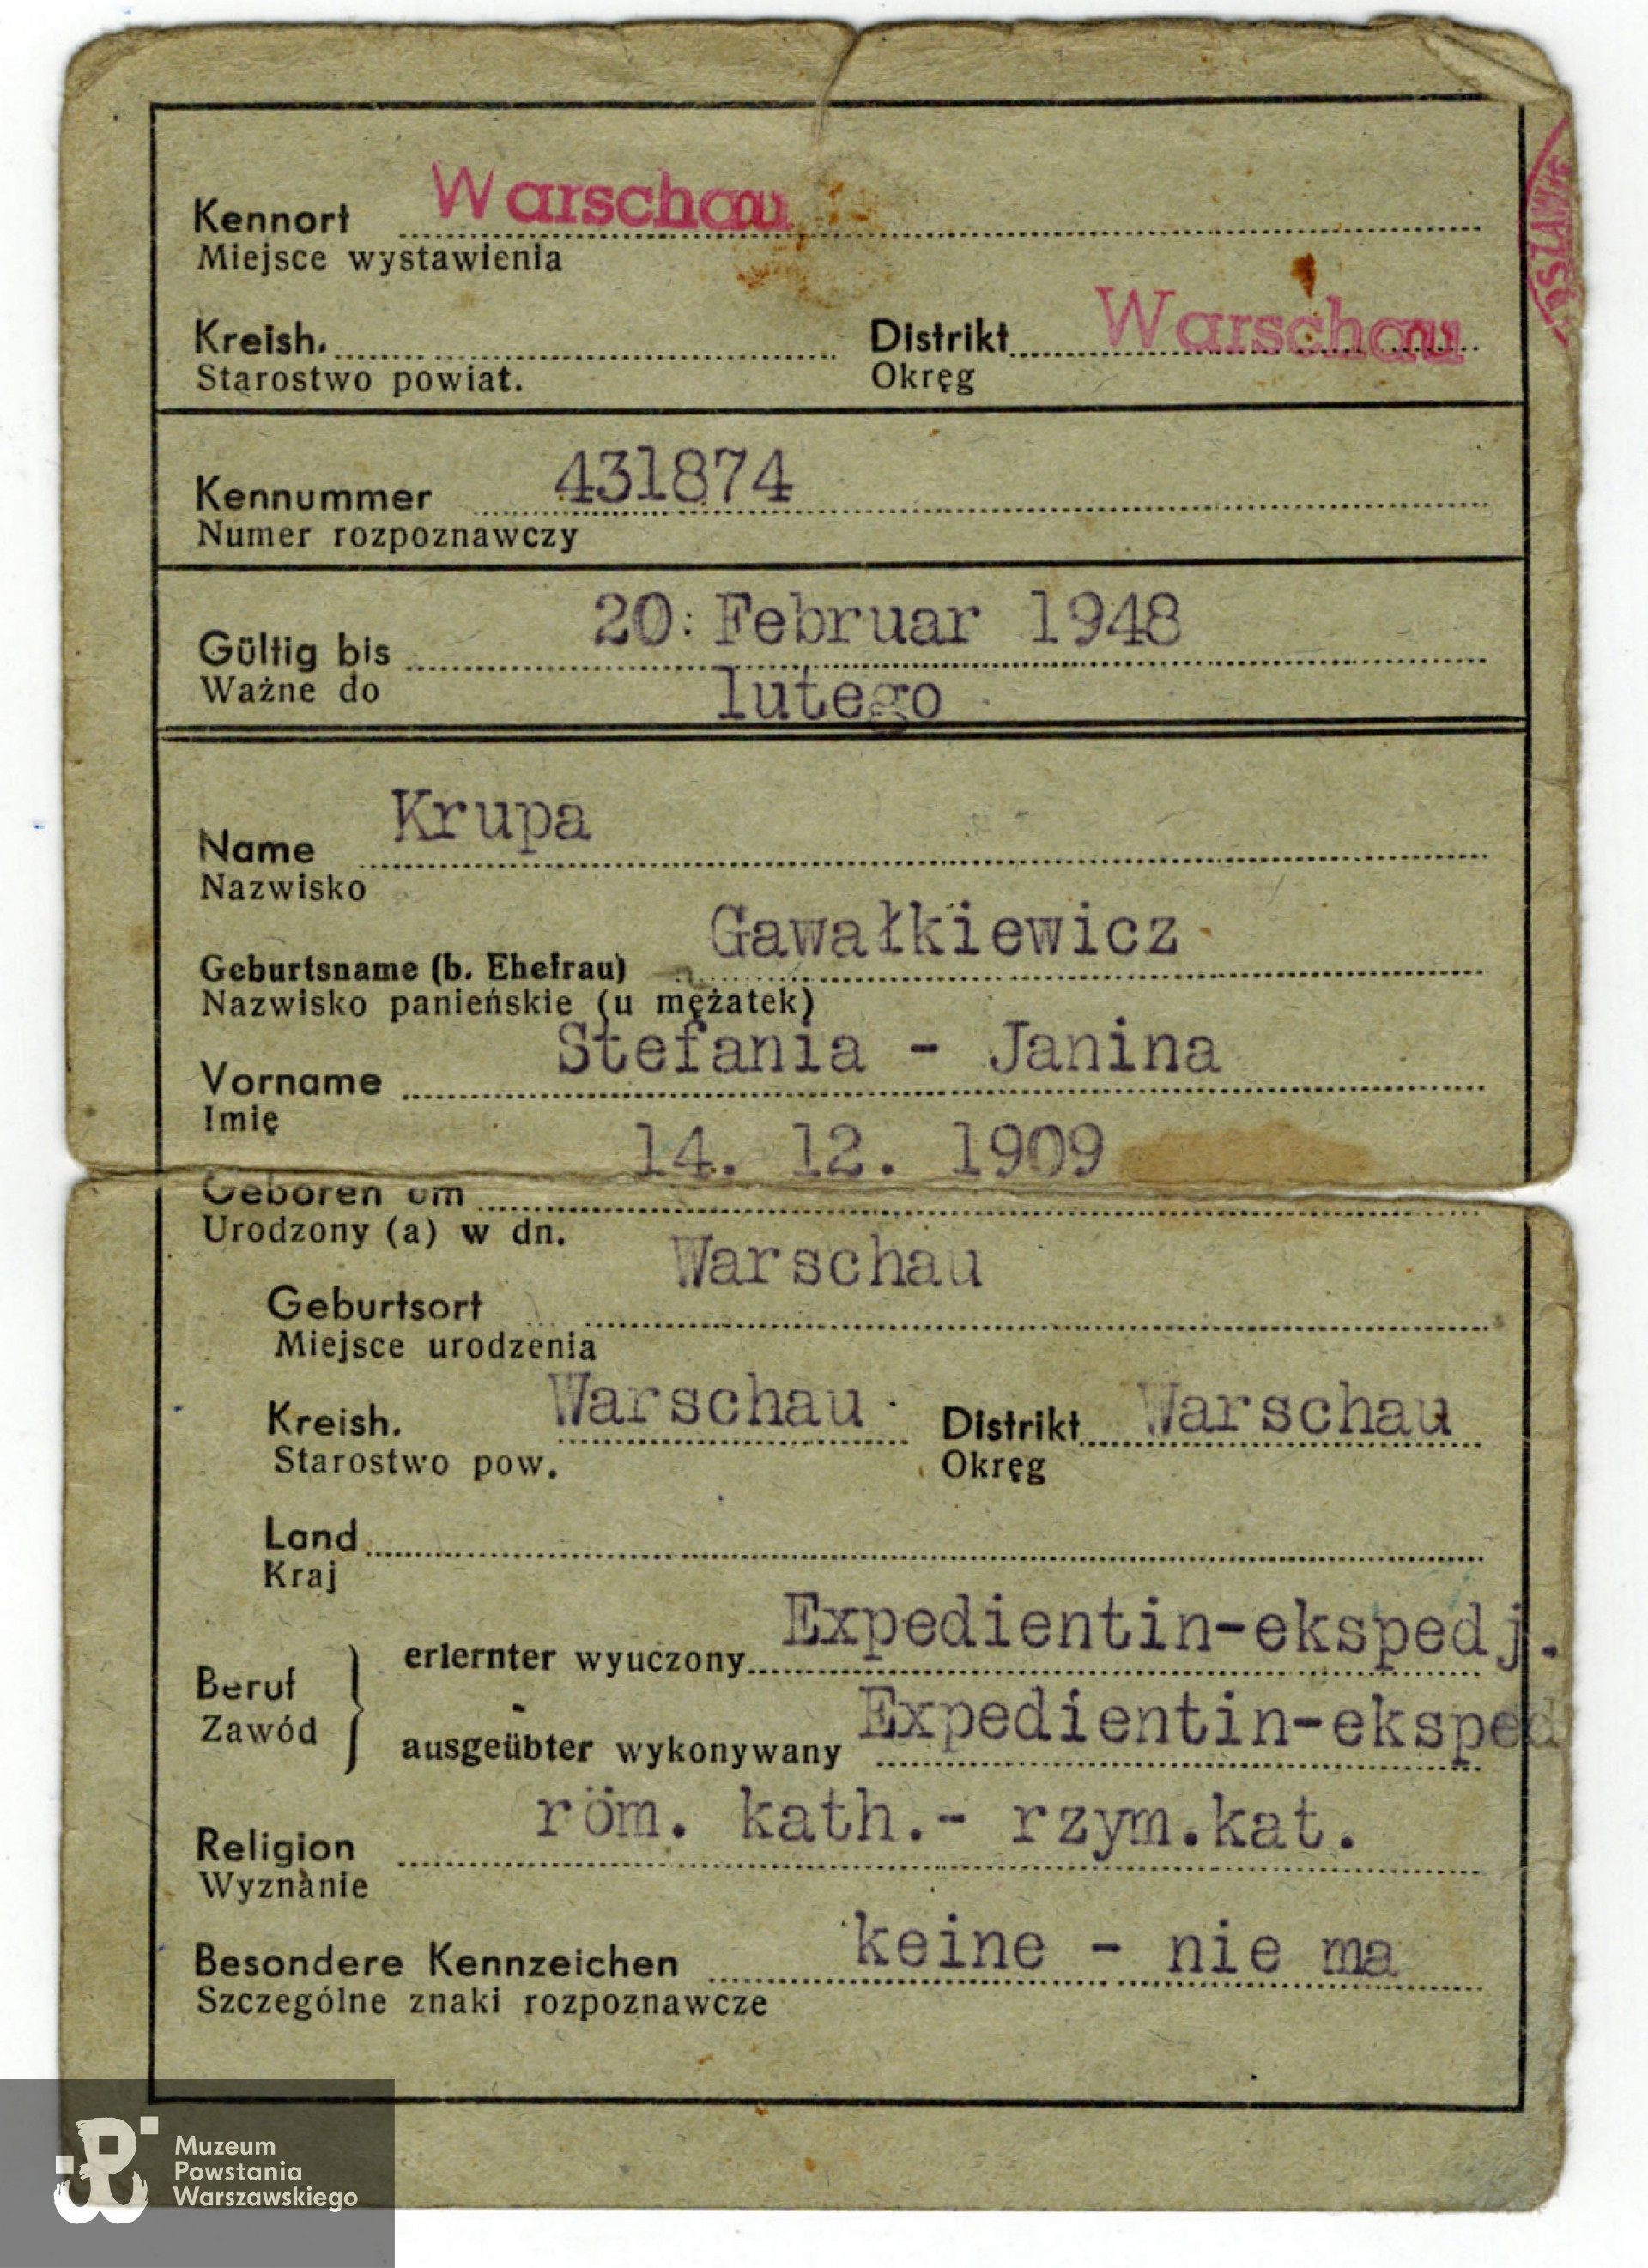 Kennort Warschau
Miejsce wystawienia
Kreish. Distrikt Warschau
Starostwo powiat. Okręg
Kennummer 431874
Numer rozpoznawczy
Gültig bis 20. Februar 1948
Ważne do lutego
Name Krupa
Nazwisko
Geburtsname (b. Ehefrau) Gawałkiewicz
Nazwisko panieńskie (u mężatek)
Vorname Stefania - Janina
Imię
Geboren am 14. 12. 1909
Urodzony (a) w dn.
Geburtsort Warschau
Miejsce urodzenia
Kreish. Warschau Distrikt Warschau
Starostwo pow. Okręg
Land
Kraj
erlernter wyuczony Expedientin-ekspedj.
Beruf
Zawód
ausgeübter wykonywany Expedientin-eksped
Religion röm. kath.- rzym.kat.
Wyznanie
Besondere Kennzeichen keine - nie ma
Szczególne znaki rozpoznawcze
Muzeum
Powstania
Warszawskiego